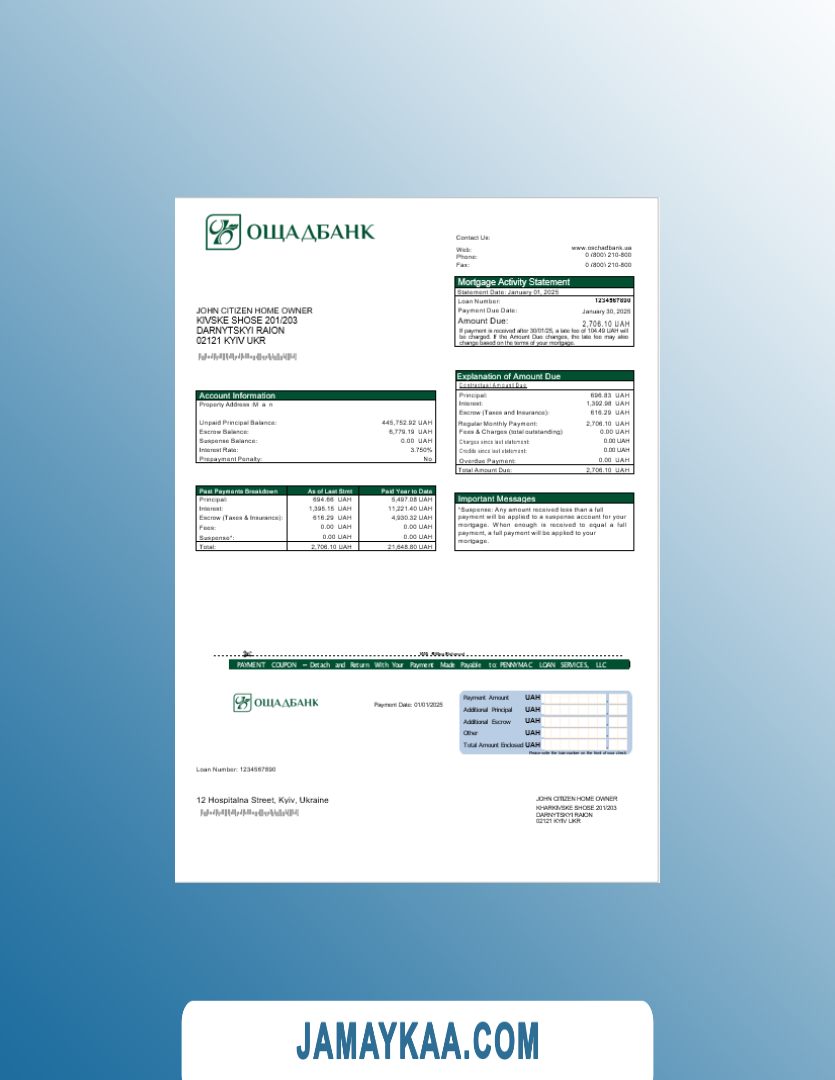 ОЩАДБАНК
Contact Us:
Web: www.oschadbank.ua
Phone: 0 (800) 210-800
Fax: 0 (800) 210-800
Mortgage Activity Statement
Statement Date: January 01, 2025
Loan Number: 1234567890
Payment Due Date: January 30, 2025
Amount Due: 2,706.10 UAH
If payment is received after 30/01/25, a late fee of 104.49 UAH will
be charged. If the Amount Due changes, the late fee may also
change based on the terms of your mortgage.
JOHN CITIZEN HOME OWNER
KIVSKE SHOSE 201/203
DARNYTSKYI RAION
02121 KYIV UKR
Explanation of Amount Due
Contractual Amount Due
Principal: 696.83 UAH
Interest: 1,392.98 UAH
Escrow (Taxes and Insurance): 616.29 UAH
Regular Monthly Payment: 2,706.10 UAH
Fees & Charges (total outstanding) 0.00 UAH
Charges since last statement: 0.00 UAH
Credits since last statement: 0.00 UAH
Overdue Payment: 0.00 UAH
Total Amount Due: 2,706.10 UAH
Account Information
Property Address: M a n
Unpaid Principal Balance: 445,752.92 UAH
Escrow Balance: 6,779.19 UAH
Suspense Balance: 0.00 UAH
Interest Rate: 3.750%
Prepayment Penalty: No
Past Payments Breakdown As of Last Stmt Paid Year to Date
Principal: 694.66 UAH 5,497.08 UAH
Interest: 1,395.15 UAH 11,221.40 UAH
Escrow (Taxes & Insurance): 616.29 UAH 4,930.32 UAH
Fees: 0.00 UAH 0.00 UAH
Suspense*: 0.00 UAH 0.00 UAH
Total: 2,706.10 UAH 21,648.80 UAH
Important Messages
*Suspense: Any amount received less than a full
payment will be applied to a suspense account for your
mortgage. When enough is received to equal a full
payment, a full payment will be applied to your
mortgage.
PAYMENT COUPON – Detach and Return With Your Payment Made Payable to: PENNYMAC LOAN SERVICES, LLC
ОЩАДБАНК
Payment Date: 01/01/2025
Payment Amount UAH
Additional Principal UAH
Additional Escrow UAH
Other UAH
Total Amount Enclosed UAH
Please write the loan number on the front of your check.
Loan Number: 1234567890
12 Hospitalna Street, Kyiv, Ukraine
JOHN CITIZEN HOME OWNER
KHARKIVSKE SHOSE 201/203
DARNYTSKYI RAION
02121 KYIV UKR
JAMAYKAA.COM